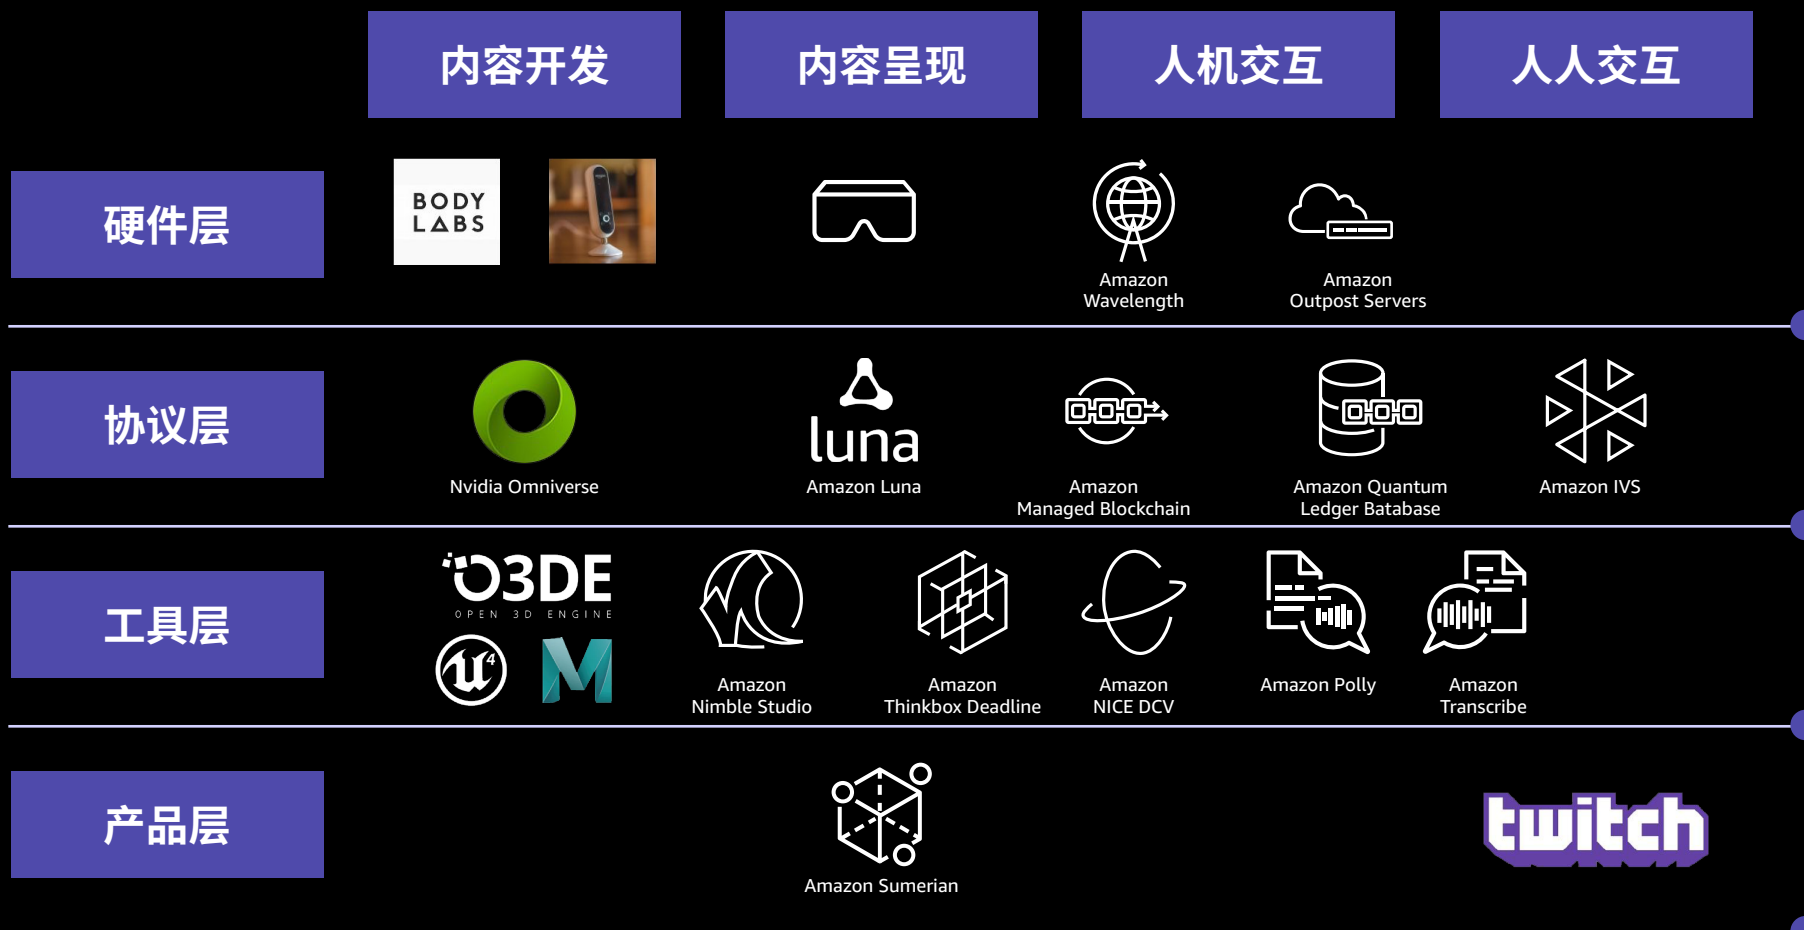 内容开发
内容呈现
人机交互
人人交互
硬件层
BODY
LABS
Amazon
Wavelength
Amazon
Outpost Servers
协议层
Nvidia Omniverse
luna
Amazon Luna
Amazon
Managed Blockchain
Amazon Quantum
Ledger Batabase
Amazon IVS
工具层
O3DE
OPEN 3D ENGINE
U4
M
Amazon
Nimble Studio
Amazon
Thinkbox Deadline
Amazon
NICE DCV
Amazon Polly
Amazon
Transcribe
产品层
Amazon Sumerian
twitch